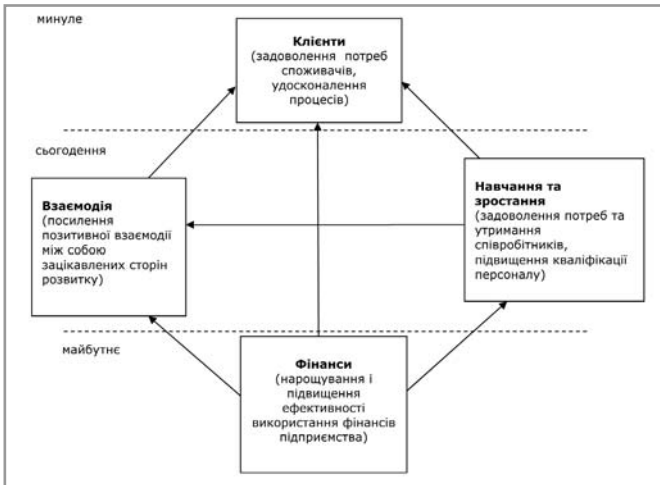 минуле
Клієнти
(задоволення потреб
споживачів,
удосконалення
процесів)
сьогодення
Взаємодія
(посилення
позитивної взаємодії
між собою
зацікавлених сторін
розвитку)
Навчання та
зростання
(задоволення потреб та
утримання
співробітників,
підвищення кваліфікації
персоналу)
майбутнє
Фінанси
(нарощування і
підвищення
ефективності
використання фінансів
підприємства)